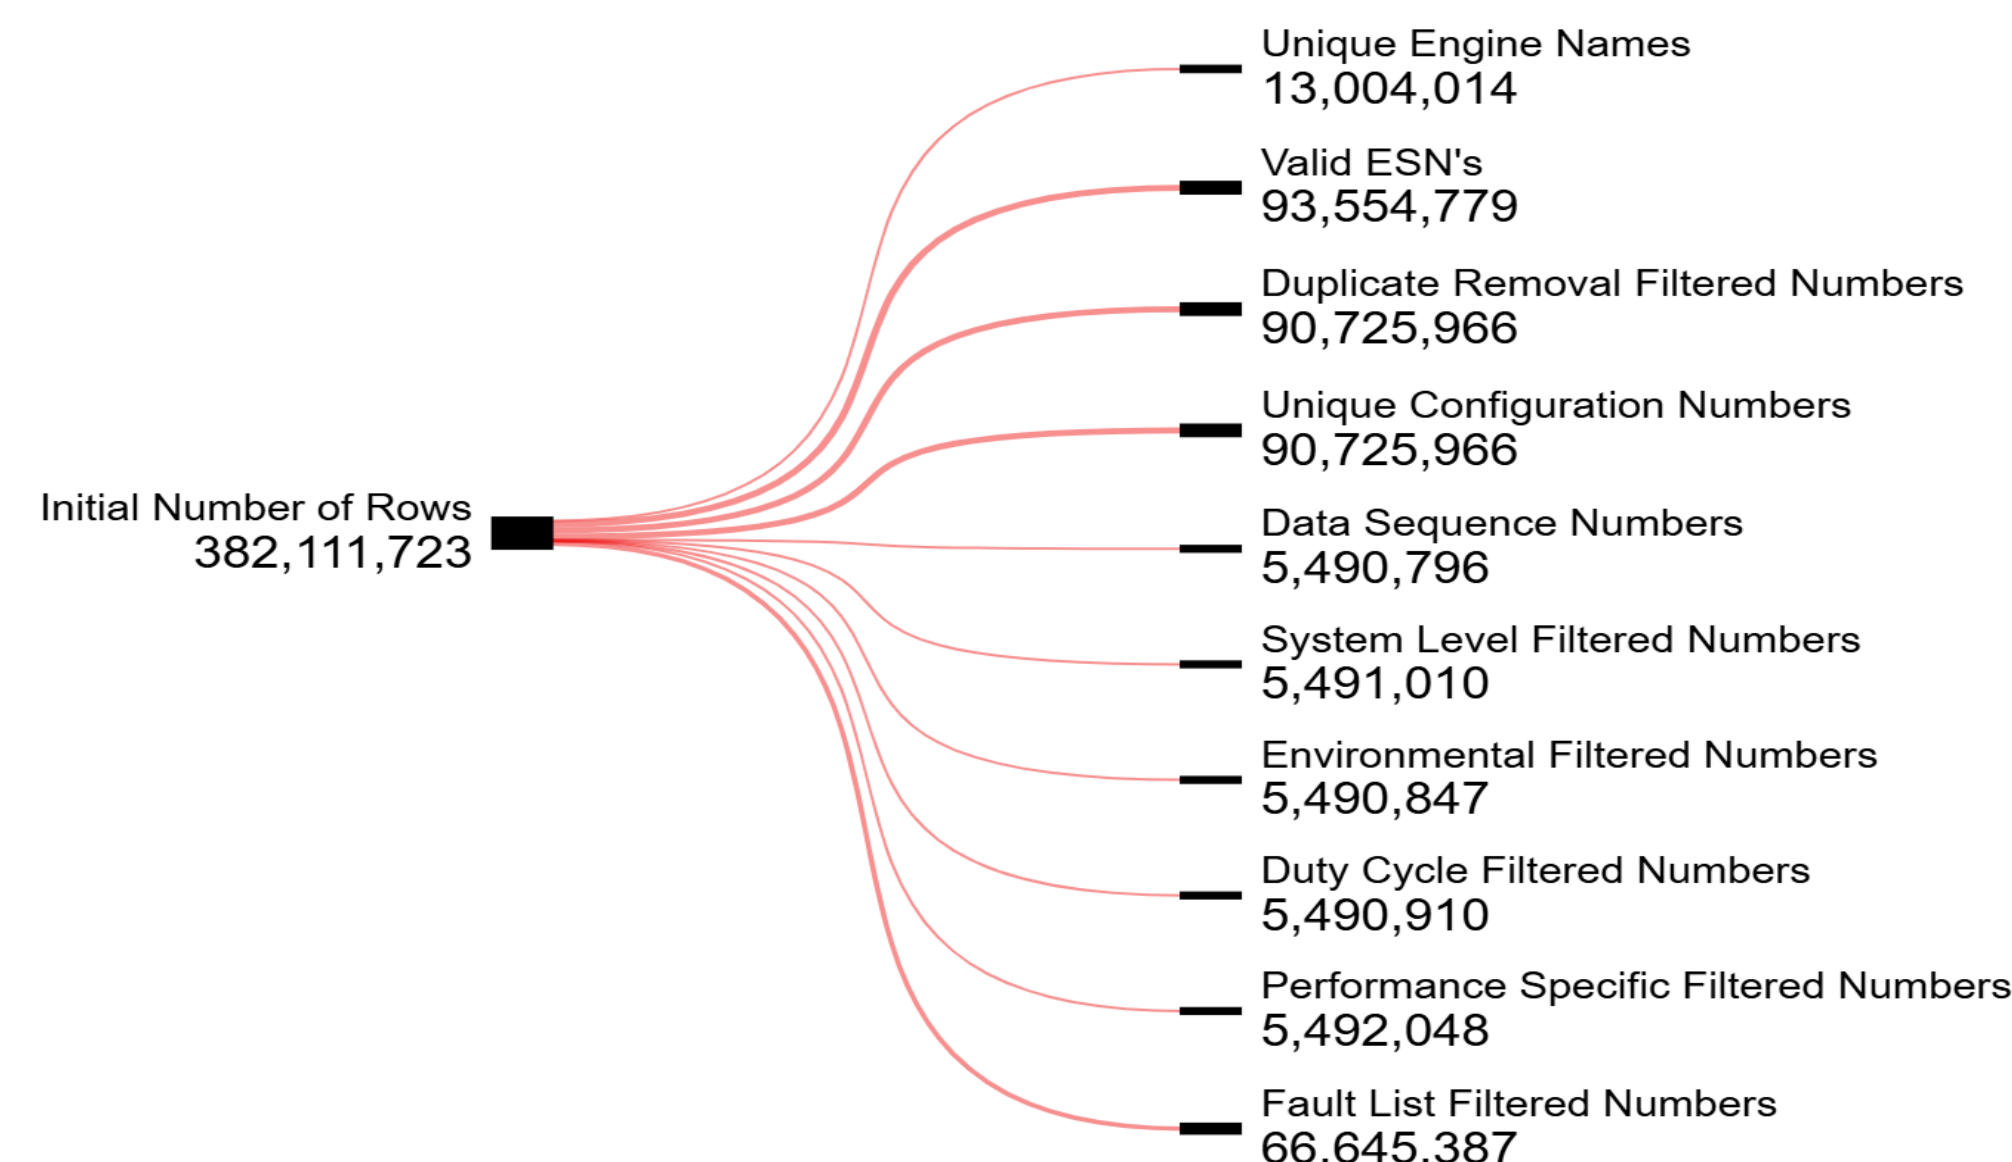 Unique Engine Names
13,004,014
Valid ESN's
93,554,779
Duplicate Removal Filtered Numbers
90,725,966
Unique Configuration Numbers
90,725,966
Initial Number of Rows
382,111,723
Data Sequence Numbers
5,490,796
System Level Filtered Numbers
5,491,010
Environmental Filtered Numbers
5,490,847
Duty Cycle Filtered Numbers
5,490,910
Performance Specific Filtered Numbers
5,492,048
Fault List Filtered Numbers
66,645,387